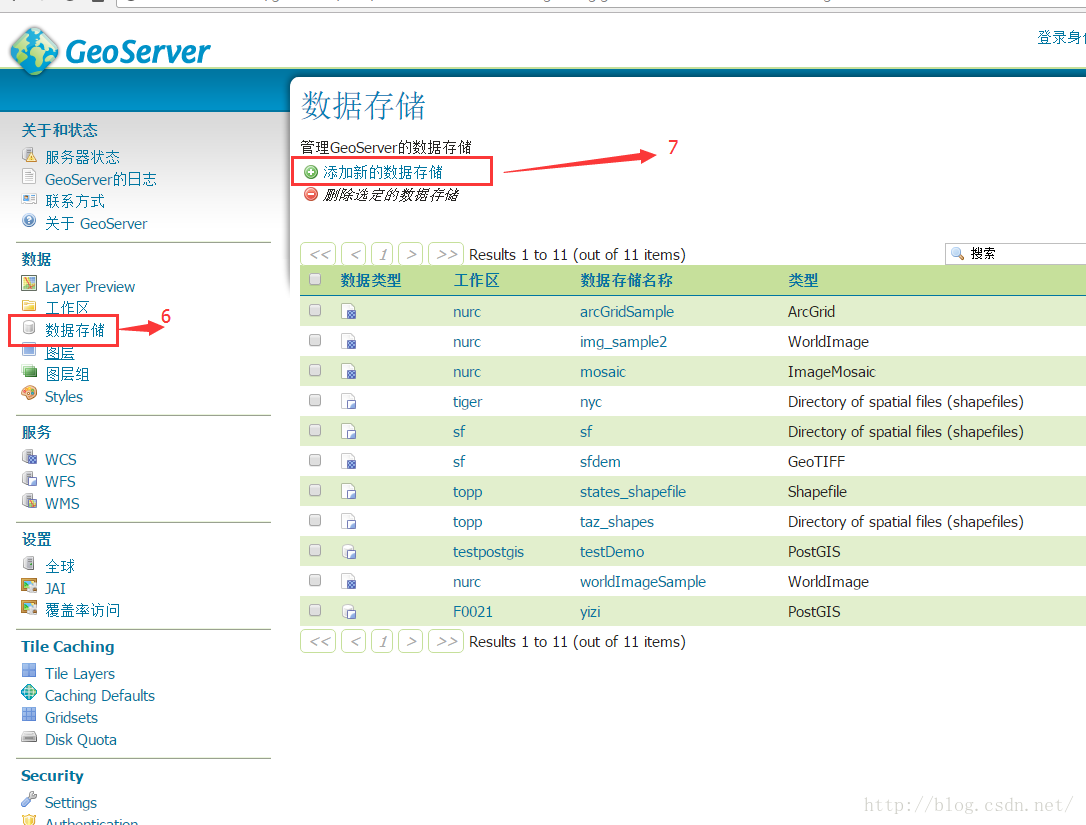 GeoServer
登录身
关于和状态
服务器状态
GeoServer的日志
联系方式
关于 GeoServer
数据
Layer Preview
工作区
数据存储
6
图层
图层组
Styles
服务
WCS
WFS
WMS
设置
全球
JAI
覆盖率访问
Tile Caching
Tile Layers
Caching Defaults
Gridsets
Disk Quota
Security
Settings
Authentication
数据存储
管理GeoServer的数据存储
添加新的数据存储
7
删除选定的数据存储
<< < 1 > >> Results 1 to 11 (out of 11 items)
搜索
数据类型 工作区 数据存储名称 类型
nurc arcGridSample ArcGrid
nurc img_sample2 WorldImage
nurc mosaic ImageMosaic
tiger nyc Directory of spatial files (shapefiles)
sf sf Directory of spatial files (shapefiles)
sf sfdem GeoTIFF
topp states_shapefile Shapefile
topp taz_shapes Directory of spatial files (shapefiles)
testpostgis testDemo PostGIS
nurc worldImageSample WorldImage
F0021 yizi PostGIS
<< < 1 > >> Results 1 to 11 (out of 11 items)
http://blog.csdn.net/